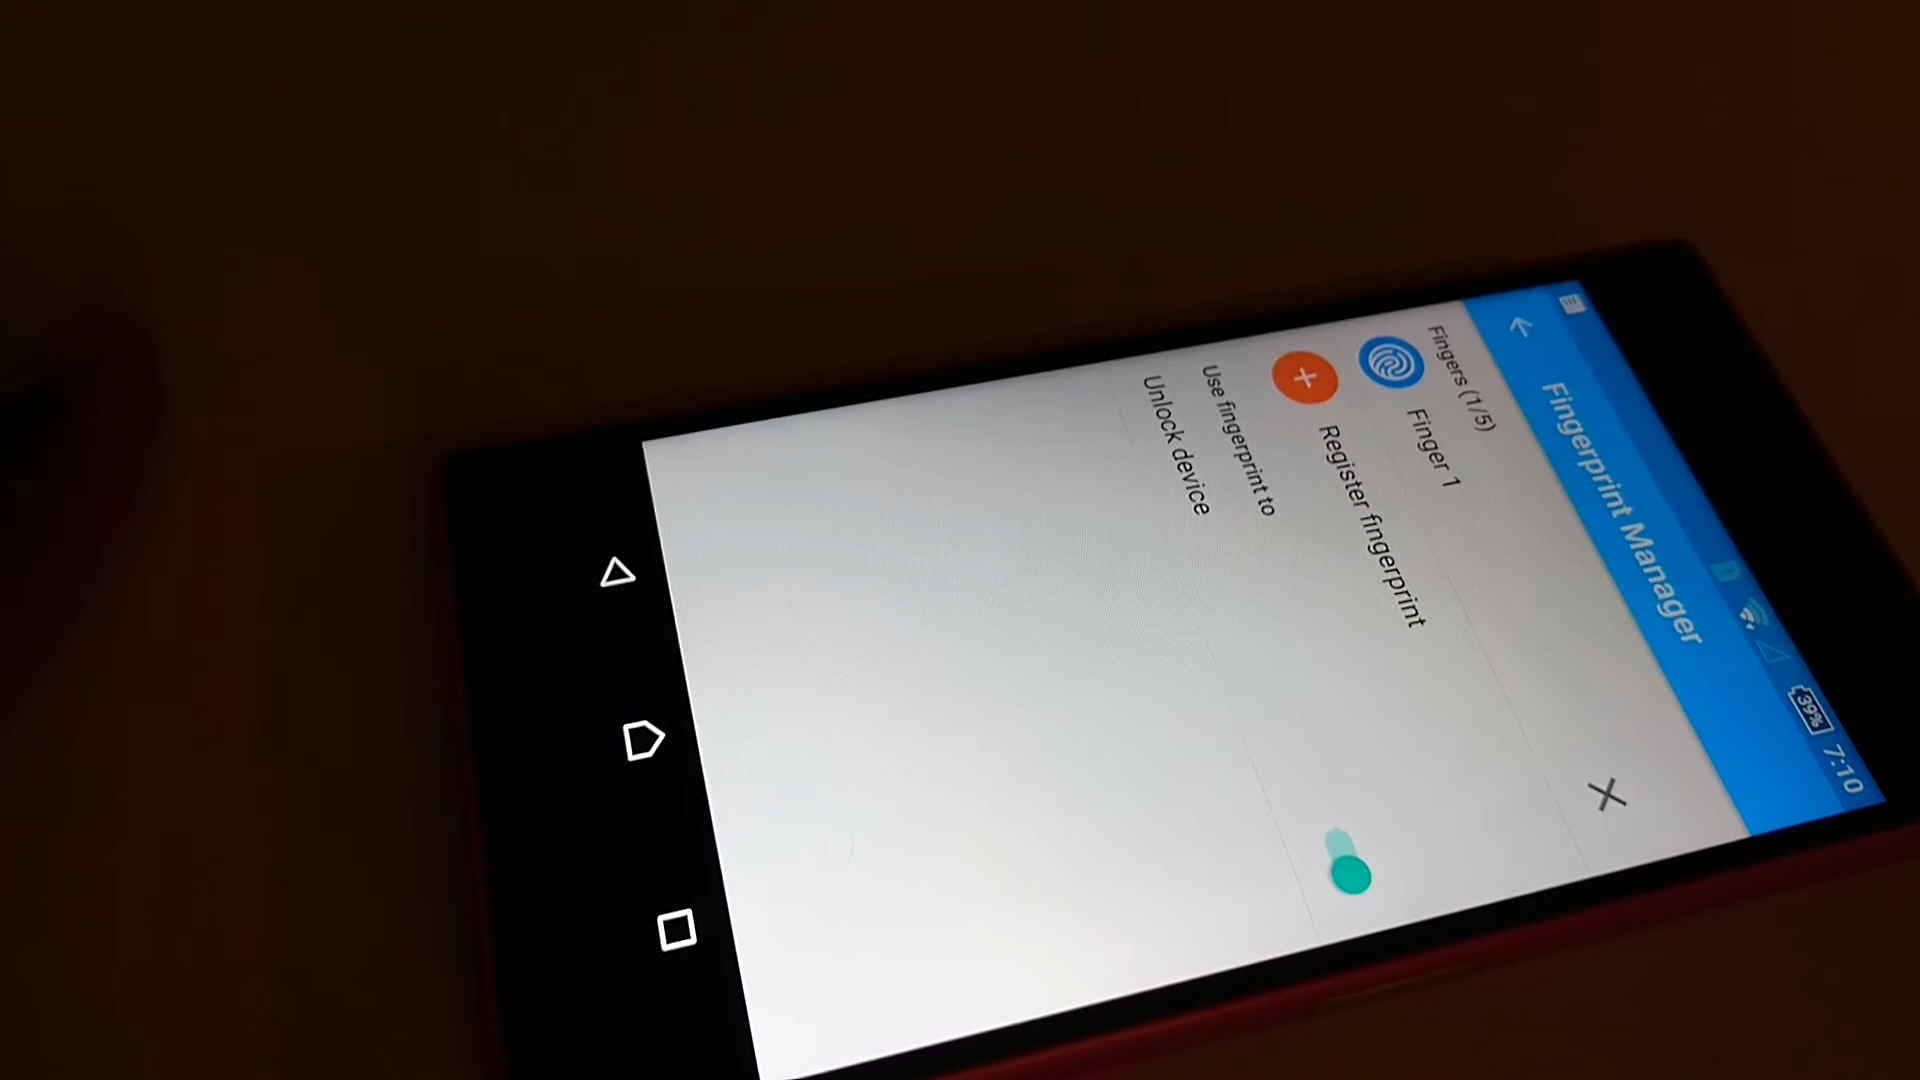 39% 7:10
Fingerprint Manager
Fingers (1/5)
Finger 1
Register fingerprint
Use fingerprint to
Unlock device